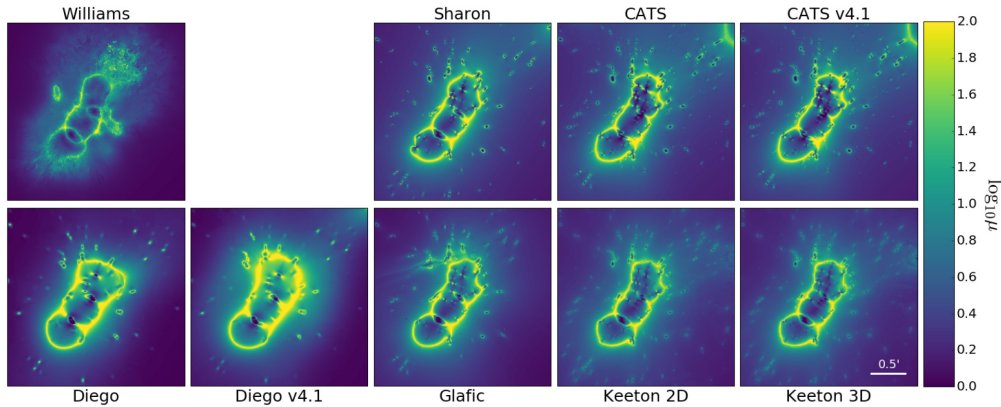 Williams
Sharon
CATS
CATS v4.1
Diego
Diego v4.1
Glafic
Keeton 2D
Keeton 3D
0.5'
2.0
1.8
1.6
1.4
1.2
1.0
0.8
0.6
0.4
0.2
0.0
log₁₀μ